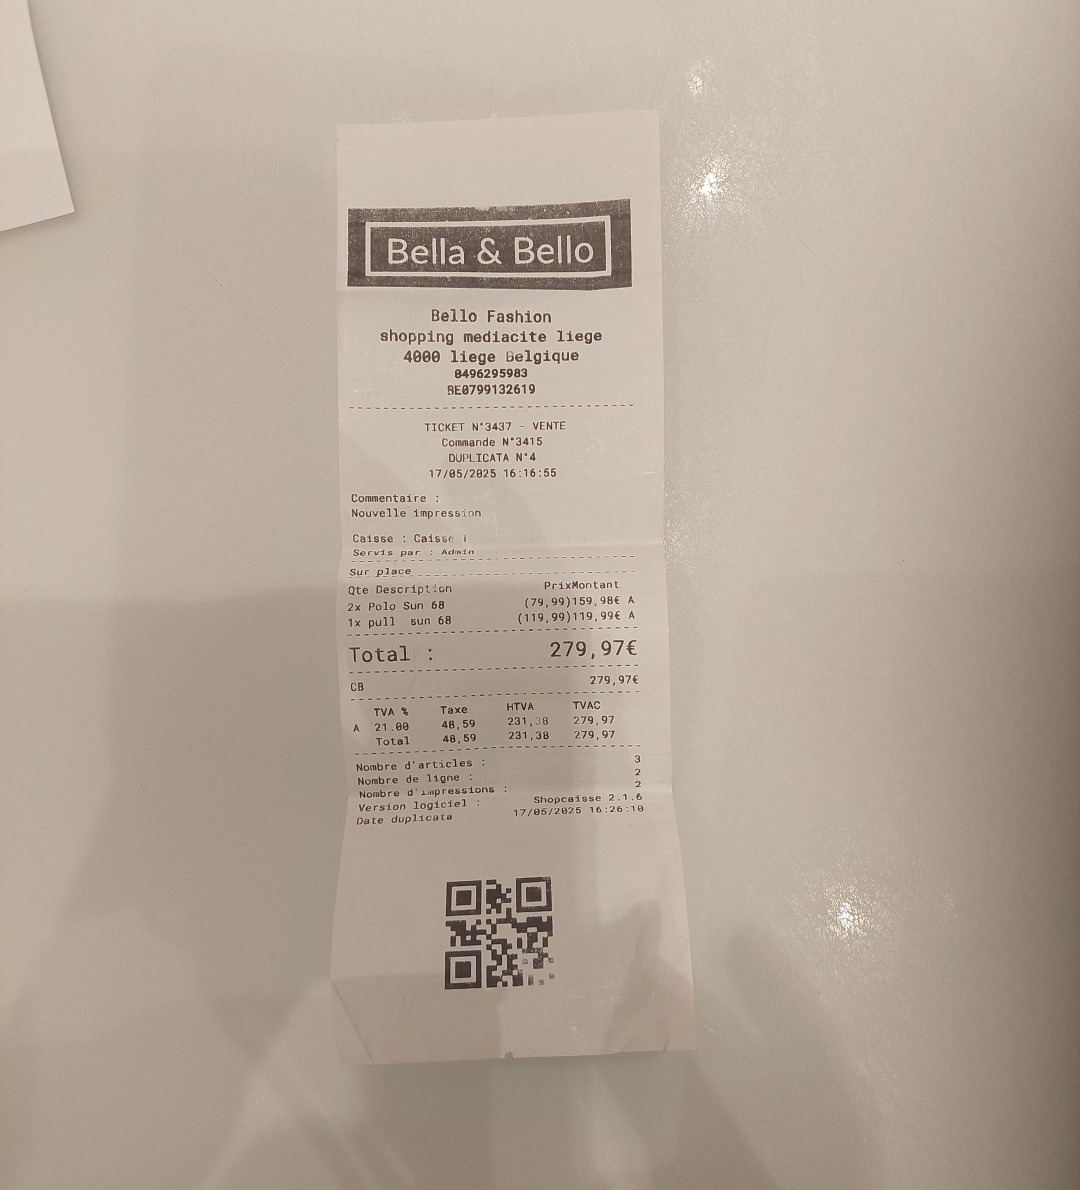 Bella & Bello
Bello Fashion
shopping mediacite liege
4000 liege Belgique
0496295983
BE0799132619
TICKET N°3437 - VENTE
Commande N°3415
DUPLICATA N°4
17/05/2025 16:16:55
Commentaire :
Nouvelle impression
Caisse : Caisse 1
Servis par : Admin
Sur place
Qte Description PrixMontant
2x Polo Sun 68 (79,99)159,98€ A
1x pull sun 68 (119,99)119,99€ A
Total : 279,97€
CB 279,97€
TVA % Taxe HTVA TVAC
A 21.00 48,59 231,38 279,97
Total 48,59 231,38 279,97
Nombre d'articles : 3
Nombre de ligne : 2
Nombre d'impressions : 2
Version logiciel : Shopcaisse 2.1.6
Date duplicata 17/05/2025 16:26:10